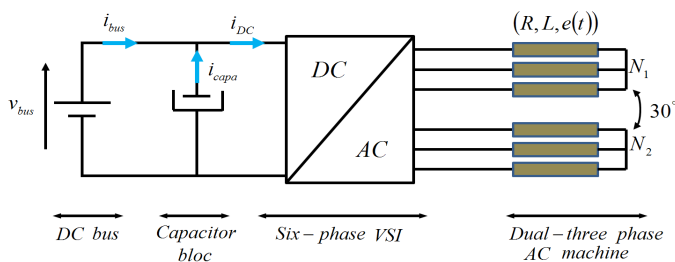 i_bus
i_DC
(R, L, e(t))
i_capa
v_bus
DC
AC
N_1
30°
N_2
DC bus
Capacitor
bloc
Six-phase VSI
Dual-three phase
AC machine